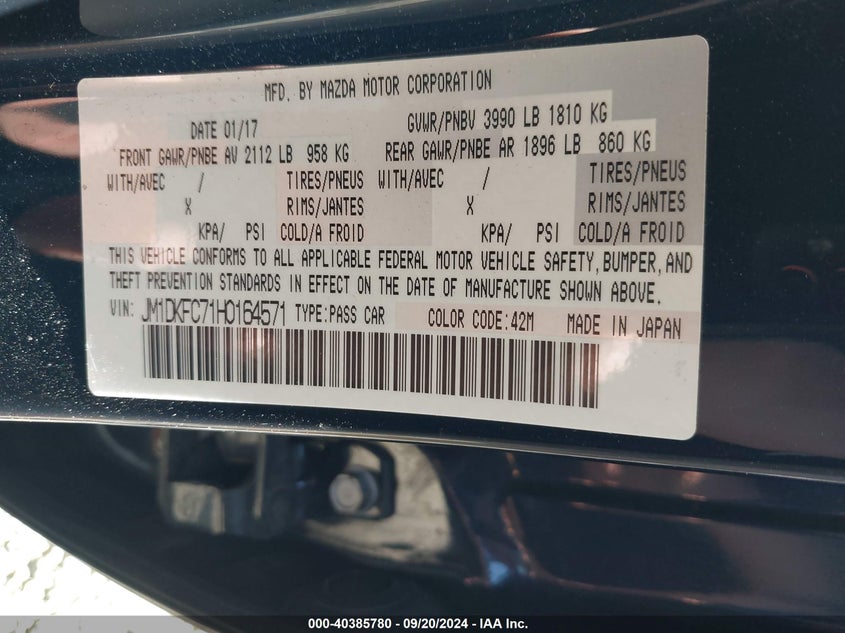 MFD. BY MAZDA MOTOR CORPORATION
DATE 01/17 GVWR/PNBV 3990 LB 1810 KG
FRONT GAWR/PNBE AV 2112 LB 958 KG REAR GAWR/PNBE AR 1896 LB 860 KG
WITH/AVEC / TIRES/PNEUS WITH/AVEC / TIRES/PNEUS
X RIMS/JANTES X RIMS/JANTES
KPA/ PSI COLD/A FROID KPA/ PSI COLD/A FROID
THIS VEHICLE CONFORMS TO ALL APPLICABLE FEDERAL MOTOR VEHICLE SAFETY, BUMPER, AND
THEFT PREVENTION STANDARDS IN EFFECT ON THE DATE OF MANUFACTURE SHOWN ABOVE.
VIN: JM1DKFC71H0164571 TYPE:PASS CAR COLOR CODE:42M MADE IN JAPAN
000-40385780 - 09/20/2024 - IAA Inc.